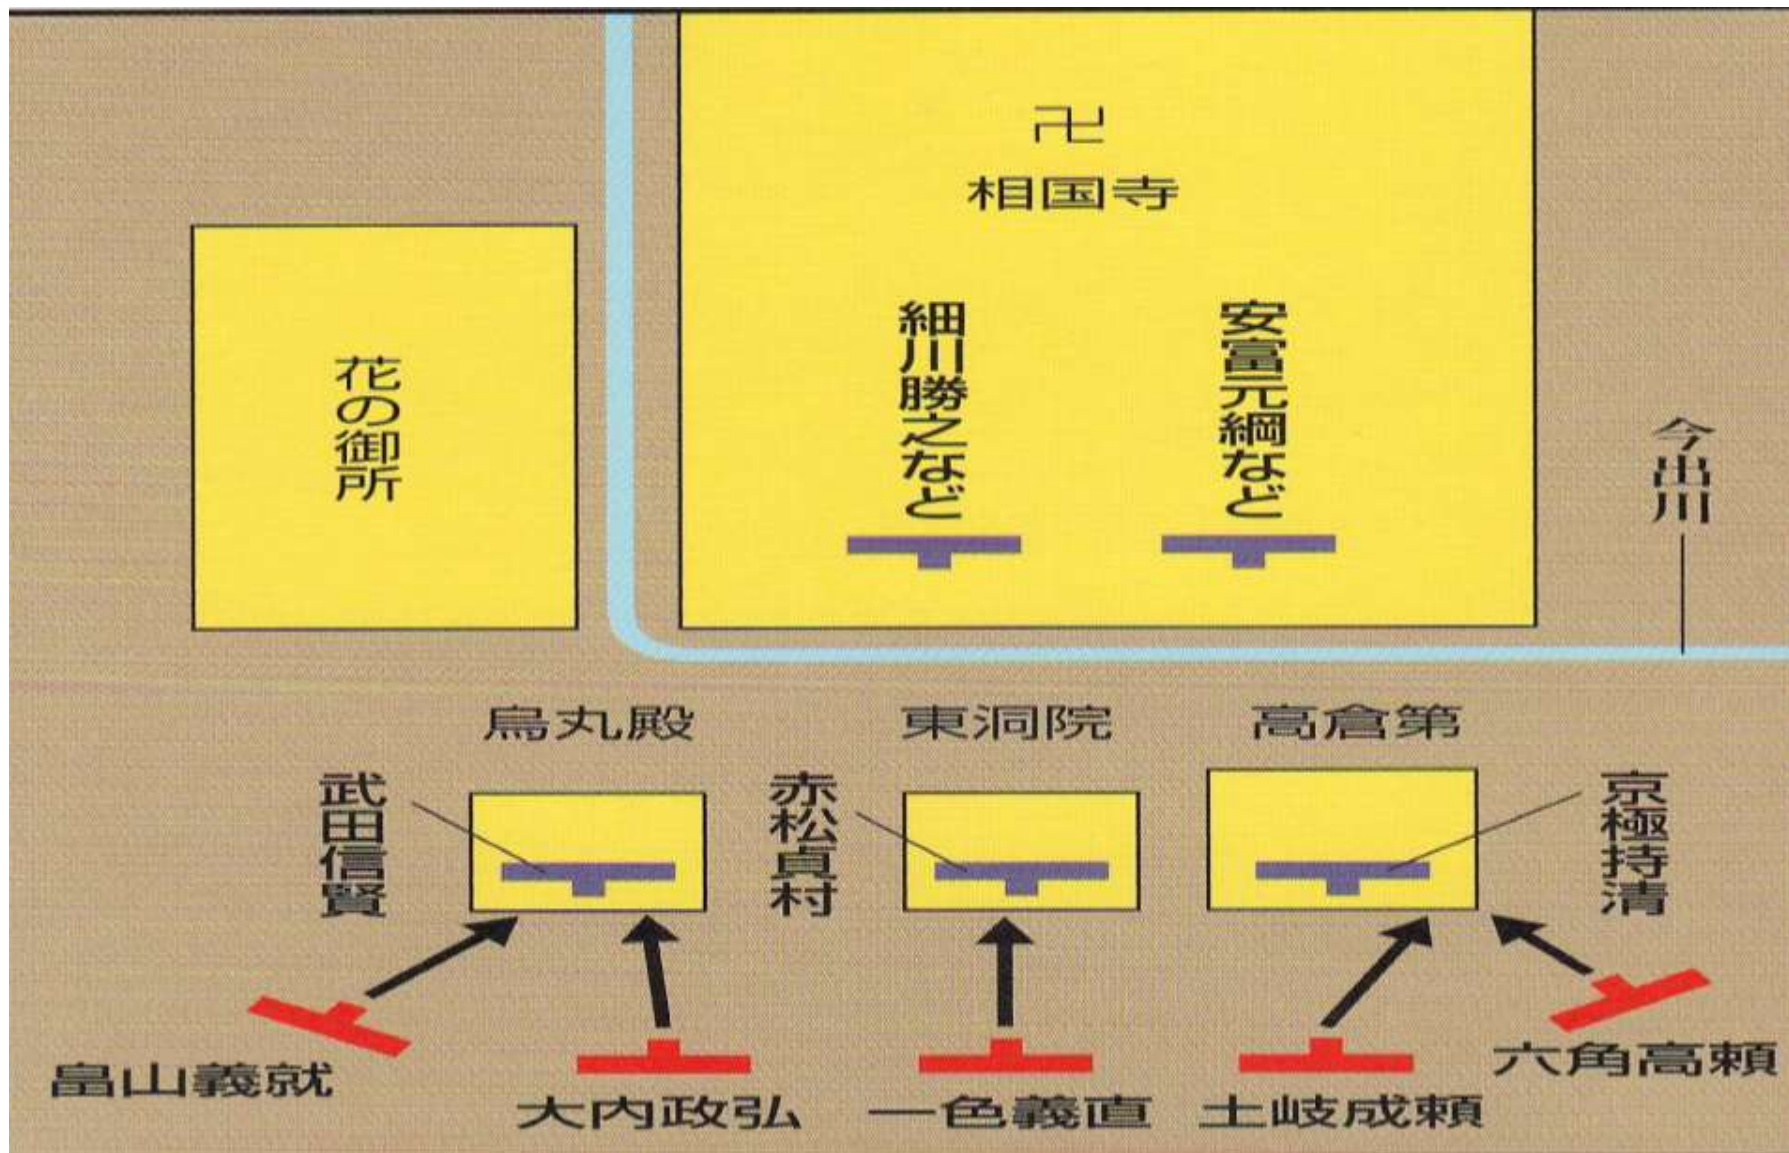 卍
相国寺
花の御所
細川勝之など
安富元綱など
今出川
烏丸殿
東洞院
高倉第
武田信賢
赤松貞村
京極持清
畠山義就
大内政弘
一色義直
土岐成頼
六角高頼